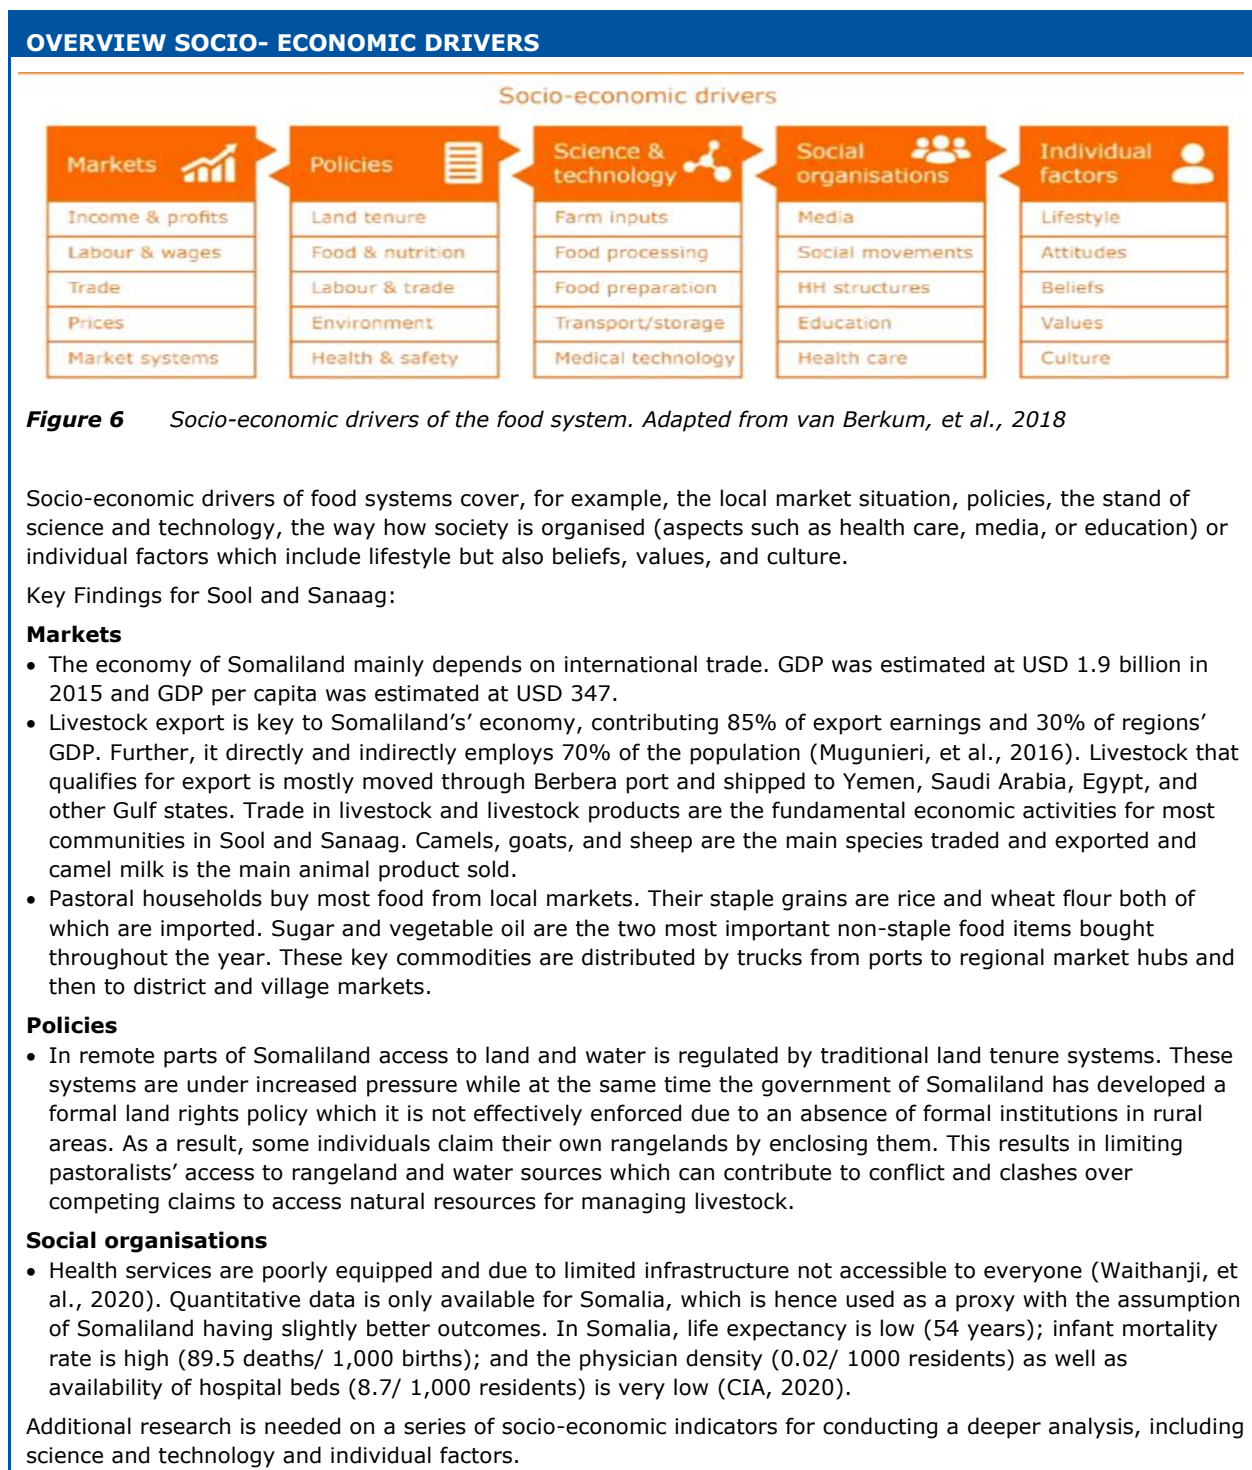 OVERVIEW SOCIO- ECONOMIC DRIVERS
Socio-economic drivers
Markets
Income & profits
Labour & wages
Trade
Prices
Market systems
Policies
Land tenure
Food & nutrition
Labour & trade
Environment
Health & safety
Science &
technology
Farm inputs
Food processing
Food preparation
Transport/storage
Medical technology
Social
organisations
Media
Social movements
HH structures
Education
Health care
Individual
factors
Lifestyle
Attitudes
Beliefs
Values
Culture
Figure 6 Socio-economic drivers of the food system. Adapted from van Berkum, et al., 2018
Socio-economic drivers of food systems cover, for example, the local market situation, policies, the stand of
science and technology, the way how society is organised (aspects such as health care, media, or education) or
individual factors which include lifestyle but also beliefs, values, and culture.
Key Findings for Sool and Sanaag:
Markets
• The economy of Somaliland mainly depends on international trade. GDP was estimated at USD 1.9 billion in
2015 and GDP per capita was estimated at USD 347.
• Livestock export is key to Somaliland's' economy, contributing 85% of export earnings and 30% of regions'
GDP. Further, it directly and indirectly employs 70% of the population (Mugunieri, et al., 2016). Livestock that
qualifies for export is mostly moved through Berbera port and shipped to Yemen, Saudi Arabia, Egypt, and
other Gulf states. Trade in livestock and livestock products are the fundamental economic activities for most
communities in Sool and Sanaag. Camels, goats, and sheep are the main species traded and exported and
camel milk is the main animal product sold.
• Pastoral households buy most food from local markets. Their staple grains are rice and wheat flour both of
which are imported. Sugar and vegetable oil are the two most important non-staple food items bought
throughout the year. These key commodities are distributed by trucks from ports to regional market hubs and
then to district and village markets.
Policies
• In remote parts of Somaliland access to land and water is regulated by traditional land tenure systems. These
systems are under increased pressure while at the same time the government of Somaliland has developed a
formal land rights policy which it is not effectively enforced due to an absence of formal institutions in rural
areas. As a result, some individuals claim their own rangelands by enclosing them. This results in limiting
pastoralists' access to rangeland and water sources which can contribute to conflict and clashes over
competing claims to access natural resources for managing livestock.
Social organisations
• Health services are poorly equipped and due to limited infrastructure not accessible to everyone (Waithanji, et
al., 2020). Quantitative data is only available for Somalia, which is hence used as a proxy with the assumption
of Somaliland having slightly better outcomes. In Somalia, life expectancy is low (54 years); infant mortality
rate is high (89.5 deaths/ 1,000 births); and the physician density (0.02/ 1000 residents) as well as
availability of hospital beds (8.7/ 1,000 residents) is very low (CIA, 2020).
Additional research is needed on a series of socio-economic indicators for conducting a deeper analysis, including
science and technology and individual factors.